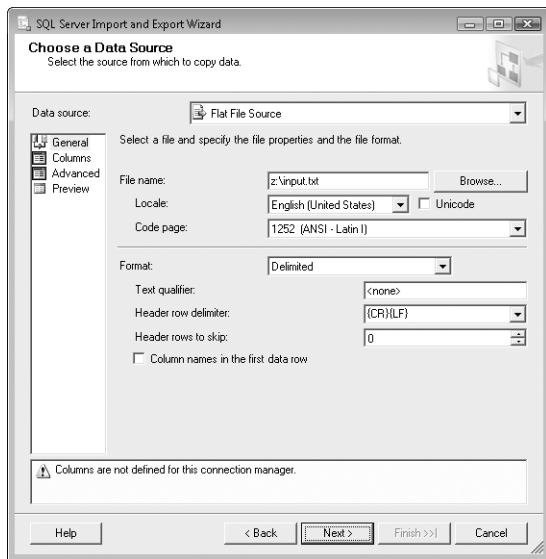 SQL Server Import and Export Wizard
Choose a Data Source
Select the source from which to copy data.
Data source:
Flat File Source
General
Columns
Advanced
Preview
Select a file and specify the file properties and the file format.
File name:
z:\input.txt
Browse...
Locale:
English (United States)
Unicode
Code page:
1252 (ANSI - Latin I)
Format:
Delimited
Text qualifier:
<none>
Header row delimiter:
{CR}{LF}
Header rows to skip:
0
Column names in the first data row
Columns are not defined for this connection manager.
Help
< Back
Next >
Finish >>|
Cancel